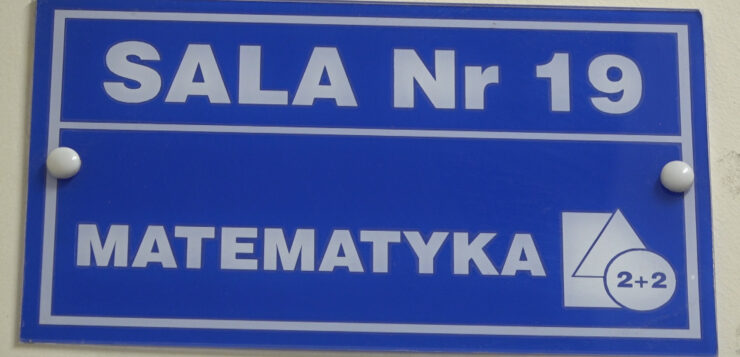 SALA Nr 19
MATEMATYKA
2+2